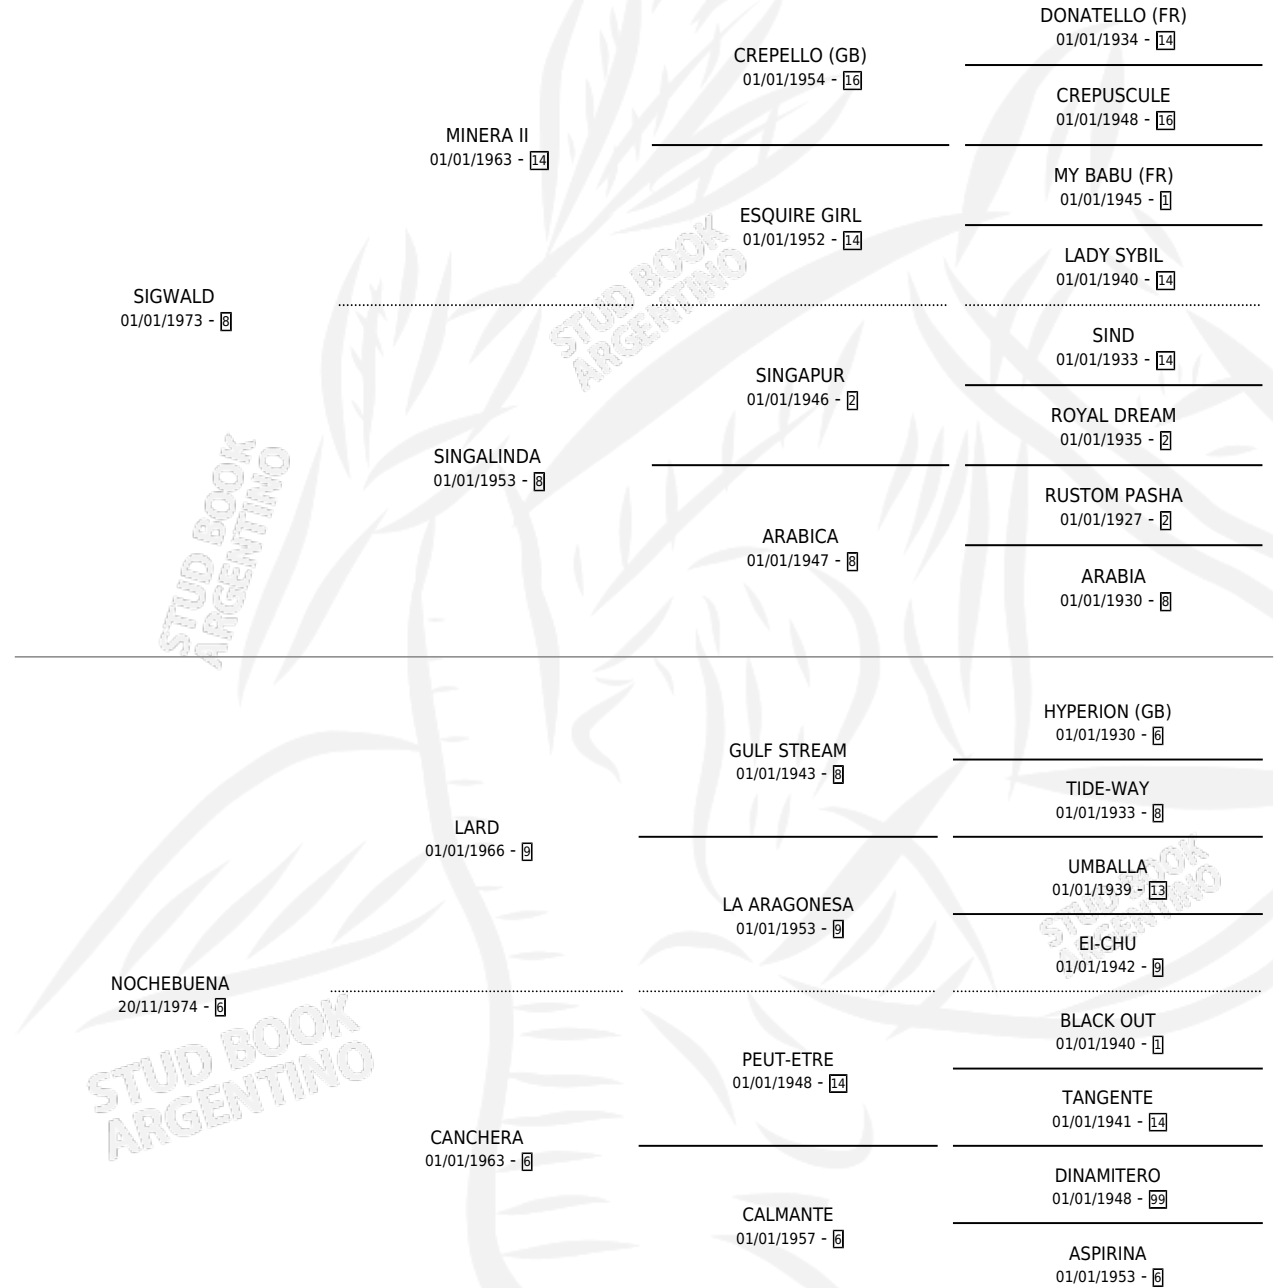 DONATELLO (FR)
01/01/1934 - 14
CREPELLO (GB)
01/01/1954 - 16
CREPUSCULE
01/01/1948 - 16
MINERA II
01/01/1963 - 14
MY BABU (FR)
01/01/1945 - 1
ESQUIRE GIRL
01/01/1952 - 14
LADY SYBIL
01/01/1940 - 14
SIGWALD
01/01/1973 - 8
SIND
01/01/1933 - 14
SINGAPUR
01/01/1946 - 2
ROYAL DREAM
01/01/1935 - 2
SINGALINDA
01/01/1953 - 8
RUSTOM PASHA
01/01/1927 - 2
ARABICA
01/01/1947 - 8
ARABIA
01/01/1930 - 8
HYPERION (GB)
01/01/1930 - 6
GULF STREAM
01/01/1943 - 8
TIDE-WAY
01/01/1933 - 8
LARD
01/01/1966 - 9
UMBALLA
01/01/1939 - 13
LA ARAGONESA
01/01/1953 - 9
EI-CHU
01/01/1942 - 9
NOCHEBUENA
20/11/1974 - 6
BLACK OUT
01/01/1940 - 1
PEUT-ETRE
01/01/1948 - 14
TANGENTE
01/01/1941 - 14
CANCHERA
01/01/1963 - 6
DINAMITERO
01/01/1948 - 99
CALMANTE
01/01/1957 - 6
ASPIRINA
01/01/1953 - 6
STUD BOOK
ARGENTINO
STUD BOOK
ARGENTINO
STUD BOOK
ARGENTINO
STUD BOOK
ARGENTINO